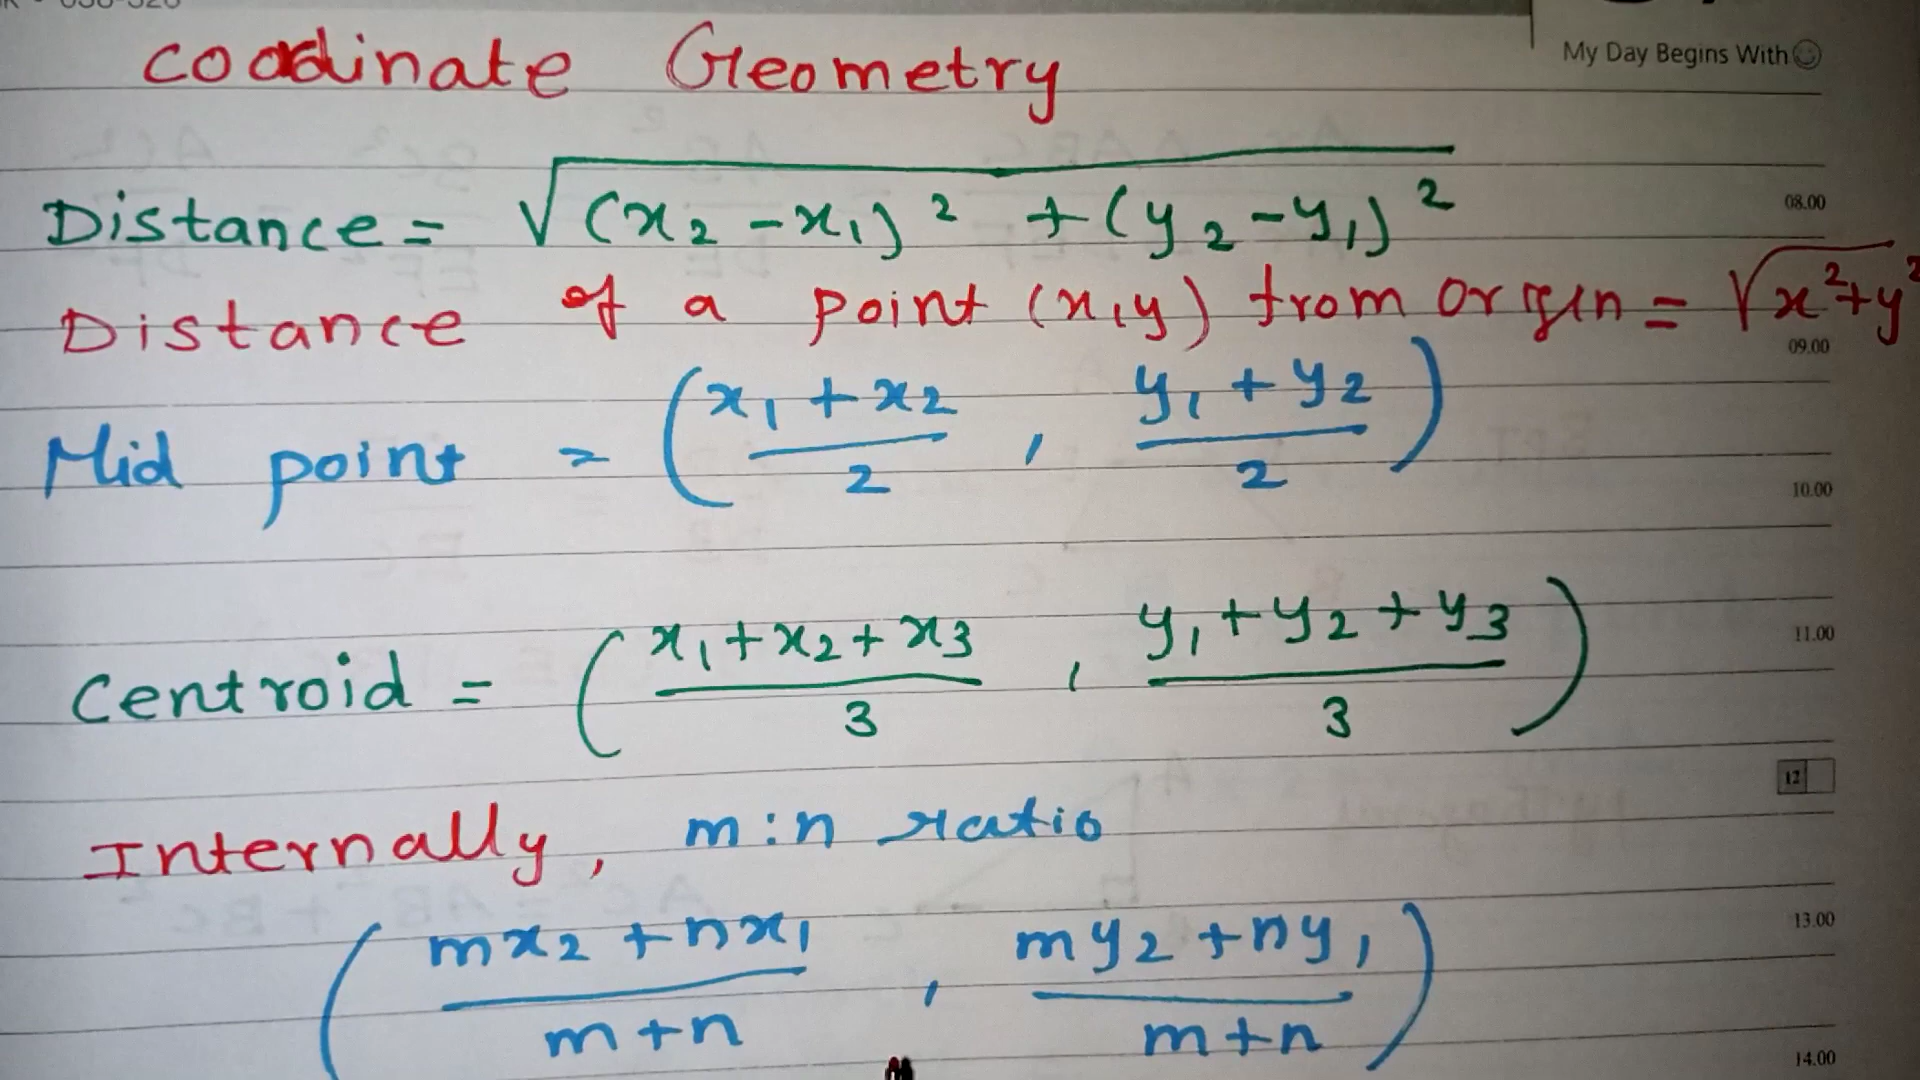 Coordinate Geometry
My Day Begins With
Distance = √(x₂ - x₁)² + (y₂ - y₁)²
08.00
Distance of a point (x,y) from origin = √x²+y²
09.00
Mid point = (x₁ + x₂ / 2 , y₁ + y₂ / 2)
10.00
Centroid = (x₁ + x₂ + x₃ / 3 , y₁ + y₂ + y₃ / 3)
11.00
12
Internally, m:n ratio
13.00
(mx₂ + nx₁ / m+n , my₂ + ny₁ / m+n)
14.00